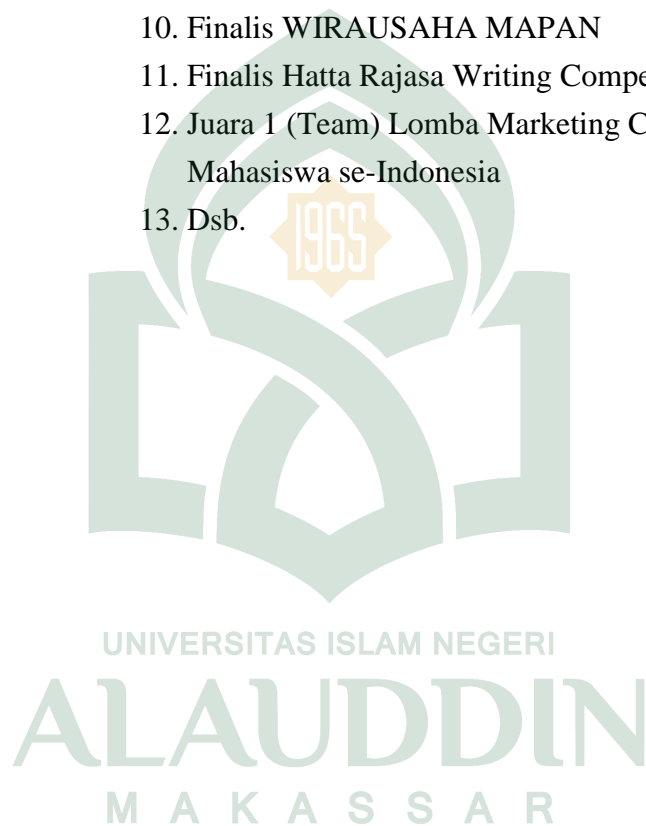 10. Finalis WIRAUSAHA MAPAN
11. Finalis Hatta Rajasa Writing Compe
12. Juara 1 (Team) Lomba Marketing C
Mahasiswa se-Indonesia
13. Dsb.
1965
UNIVERSITAS ISLAM NEGERI
ALAUDDIN
MAKASSAR